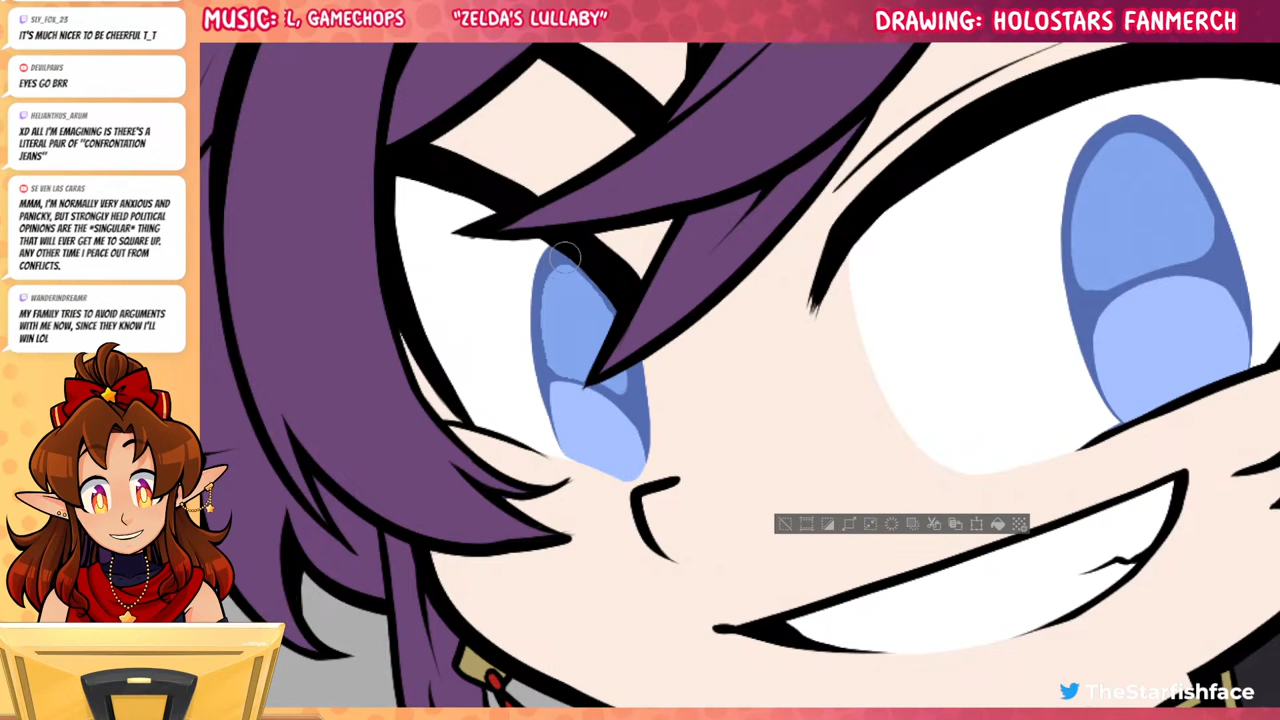 MUSIC: L, GAMECHOPS "ZELDA'S LULLABY"
DRAWING: HOLOSTARS FANMERCH
SLY_FOX_23
IT'S MUCH NICER TO BE CHEERFUL T_T
DEVILPAWS
EYES GO BRR
HELIANTHUS_ARUM
XD ALL I'M EMAGINING IS THERE'S A
LITERAL PAIR OF "CONFRONTATION
JEANS"
SE VEN LAS CARAS
MMM, I'M NORMALLY VERY ANXIOUS AND
PANICKY, BUT STRONGLY HELD POLITICAL
OPINIONS ARE THE *SINGULAR* THING
THAT WILL EVER GET ME TO SQUARE UP.
ANY OTHER TIME I PEACE OUT FROM
CONFLICTS.
WANDERINDREAMR
MY FAMILY TRIES TO AVOID ARGUMENTS
WITH ME NOW, SINCE THEY KNOW I'LL
WIN LOL
TheStarfishface